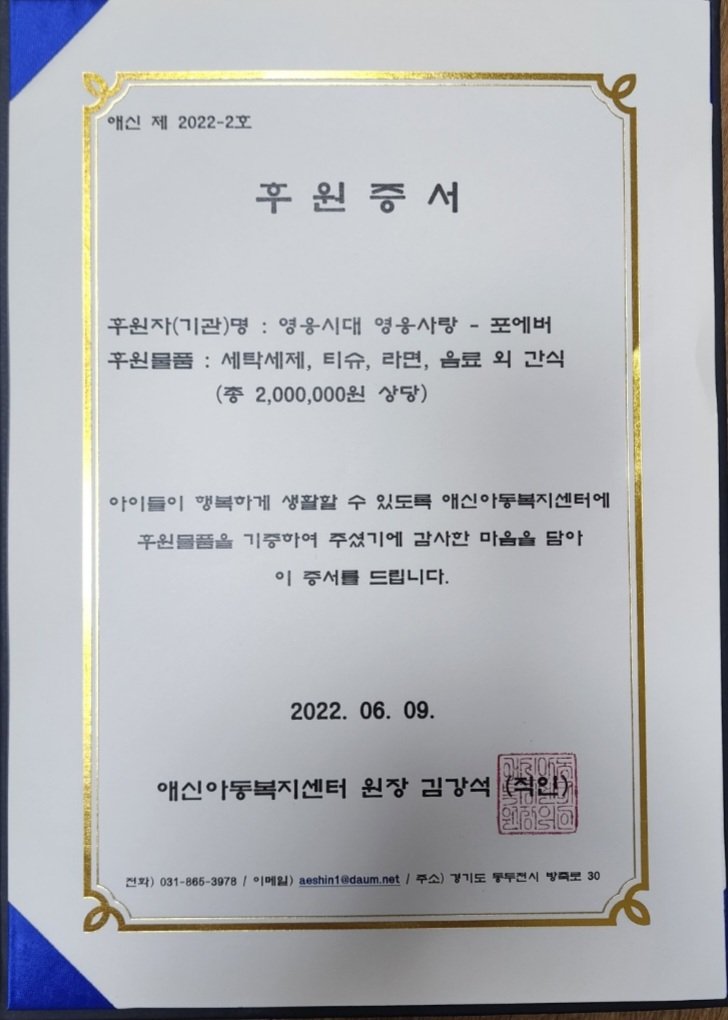 애신 제 2022-2호
후 원 증 서
후원자(기관)명 : 영웅시대 영웅사랑 - 포에버
후원물품 : 세탁세제, 티슈, 라면, 음료 외 간식
(총 2,000,000원 상당)
아이들이 행복하게 생활할 수 있도록 애신아동복지센터에
후원물품을 기증하여 주셨기에 감사한 마음을 담아
이 증서를 드립니다.
2022. 06. 09.
애신아동복지센터 원장 김강석 (직인)
전화) 031-865-3978 / 이메일) aeshin1@daum.net / 주소) 경기도 동두천시 방죽로 30